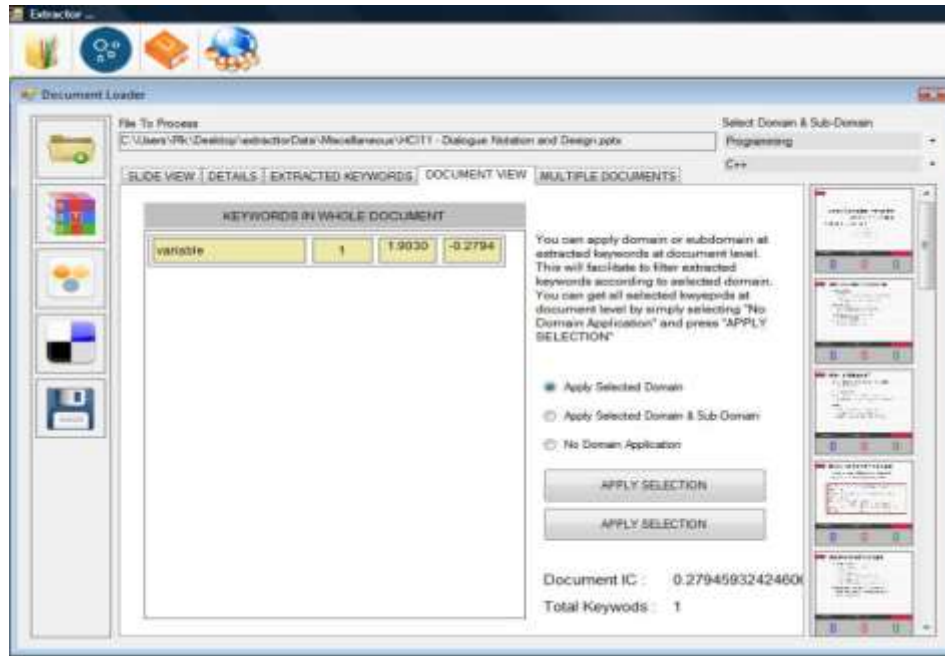 Extractor ...
Document Loader
File To Process
Select Domain & Sub-Domain
C:\Users\Rk\Desktop\extractiorData\Miscellaneous\HCI11 - Dialogue Notation and Design.pptx
Programming
C++
SLIDE VIEW
DETAILS
EXTRACTED KEYWORDS
DOCUMENT VIEW
MULTIPLE DOCUMENTS
KEYWORDS IN WHOLE DOCUMENT
variable 1 1.9030 -0.2794
You can apply domain or subdomain at
extracted keywords at document level.
This will facilitate to filter extracted
keywords according to selected domain.
You can get all selected kwyeprds at
document level by simply selecting "No
Domain Application" and press "APPLY
SELECTION"
Apply Selected Domain
Apply Selected Domain & Sub-Domain
No Domain Application
APPLY SELECTION
APPLY SELECTION
Document IC : 0.2794593242460
Total Keywods : 1